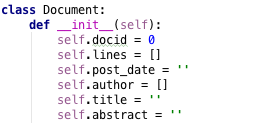 class Document:
    def __init__(self):
        self.docid = 0
        self.lines = []
        self.post_date = ''
        self.author = []
        self.title = ''
        self.abstract = ''